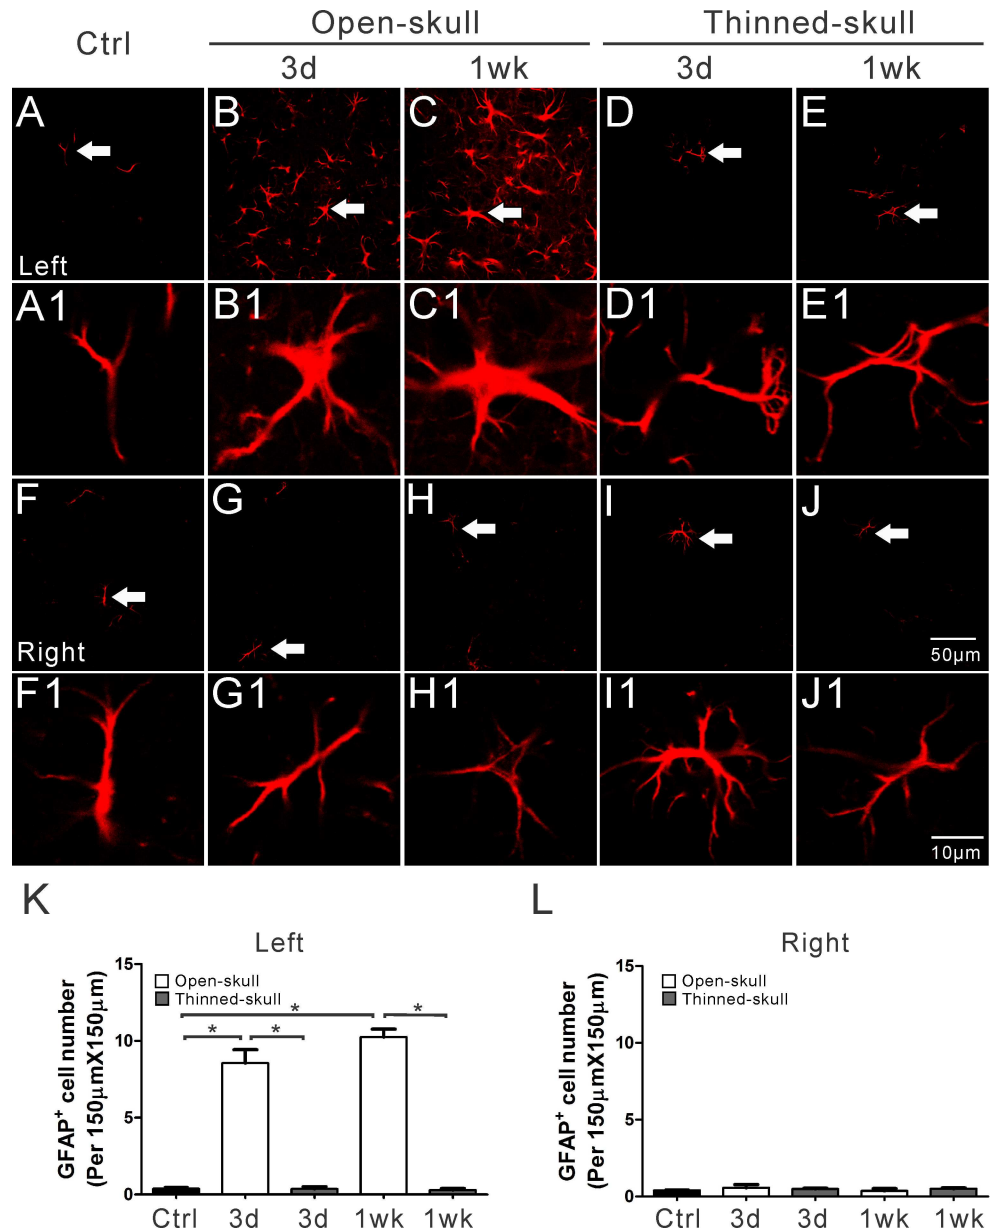 Ctrl
Open-skull
Thinned-skull
3d
1wk
3d
1wk
A
B
C
D
E
Left
A1
B1
C1
D1
E1
F
G
H
I
J
Right
50µm
F1
G1
H1
I1
J1
10µm
K
L
Left
Right
GFAP⁺ cell number
(Per 150µmX150µm)
15
10
5
0
Open-skull
Thinned-skull
*
*
*
*
Ctrl
3d
3d
1wk
1wk
GFAP⁺ cell number
(Per 150µmX150µm)
15
10
5
0
Open-skull
Thinned-skull
Ctrl
3d
3d
1wk
1wk